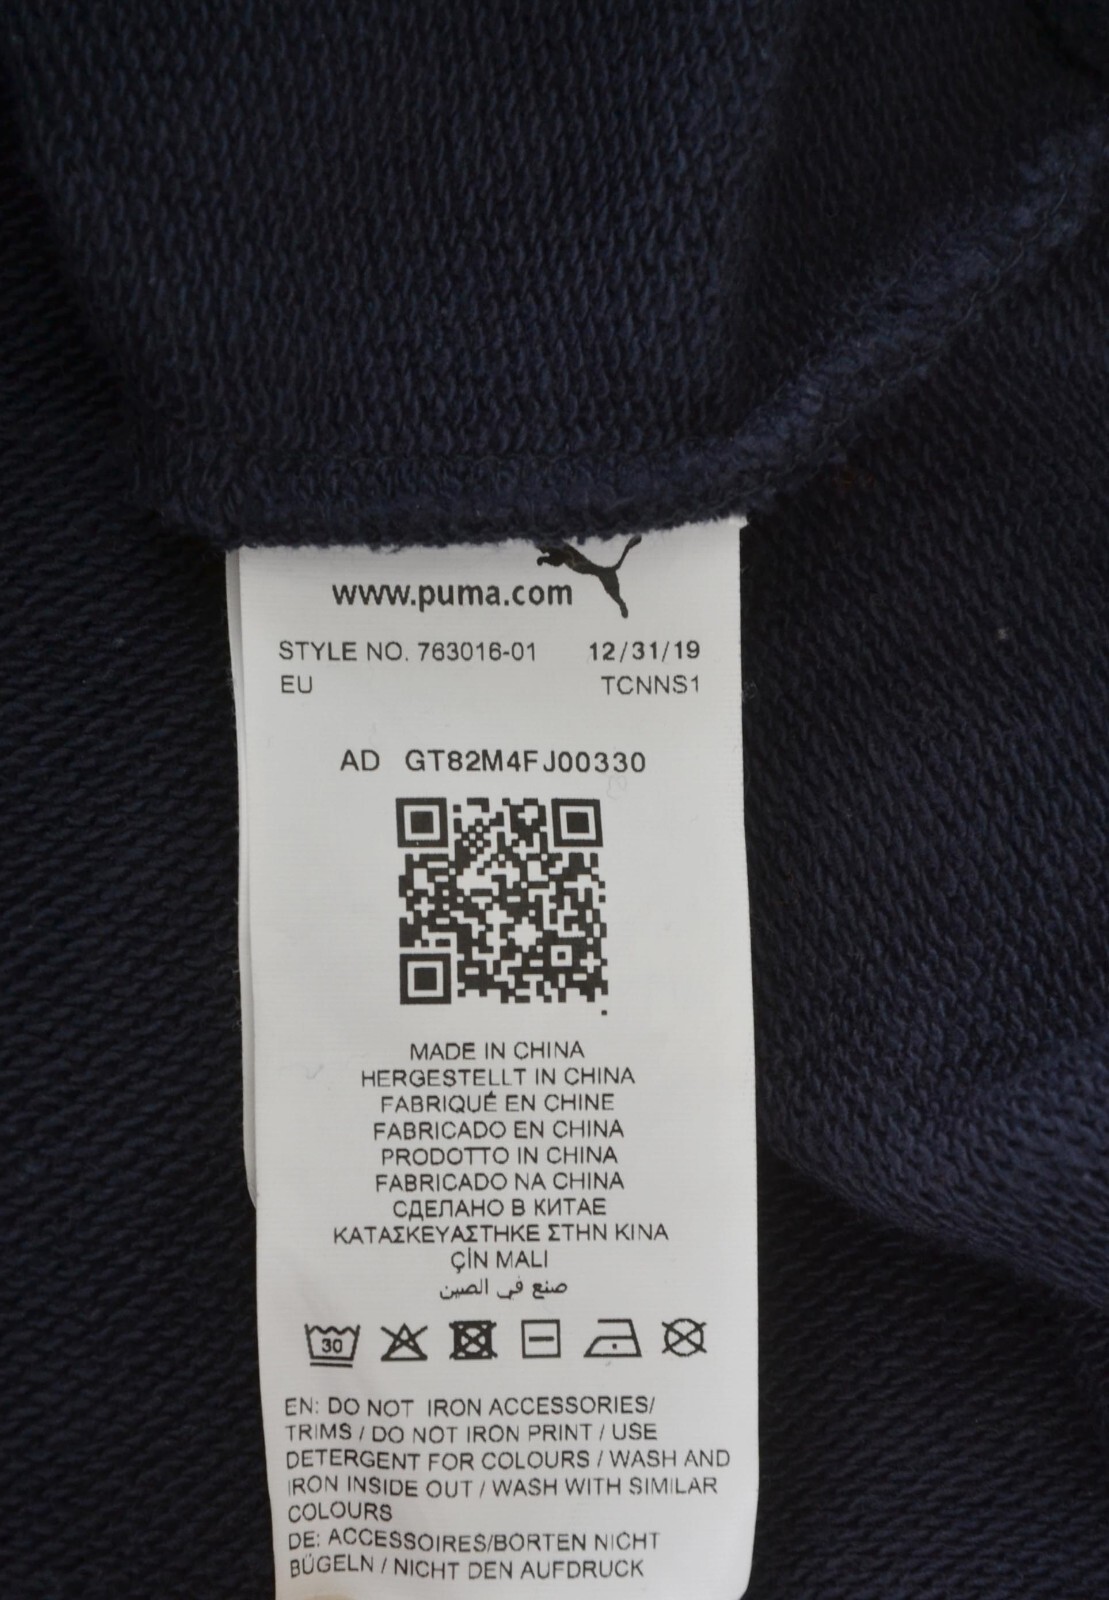 www.puma.com
STYLE NO. 763016-01 12/31/19
EU TCNNS1
AD GT82M4FJ00330
MADE IN CHINA
HERGESTELLT IN CHINA
FABRIQUÉ EN CHINE
FABRICADO EN CHINA
PRODOTTO IN CHINA
FABRICADO NA CHINA
СДЕЛАНО В КИТАЕ
ΚΑΤΑΣΚΕΥΑΣΤΗΚΕ ΣΤΗΝ ΚΙΝΑ
ÇİN MALI
صنع في الصين
30
EN: DO NOT IRON ACCESSORIES/
TRIMS / DO NOT IRON PRINT / USE
DETERGENT FOR COLOURS / WASH AND
IRON INSIDE OUT / WASH WITH SIMILAR
COLOURS
DE: ACCESSOIRES/BORTEN NICHT
BÜGELN / NICHT DEN AUFDRUCK